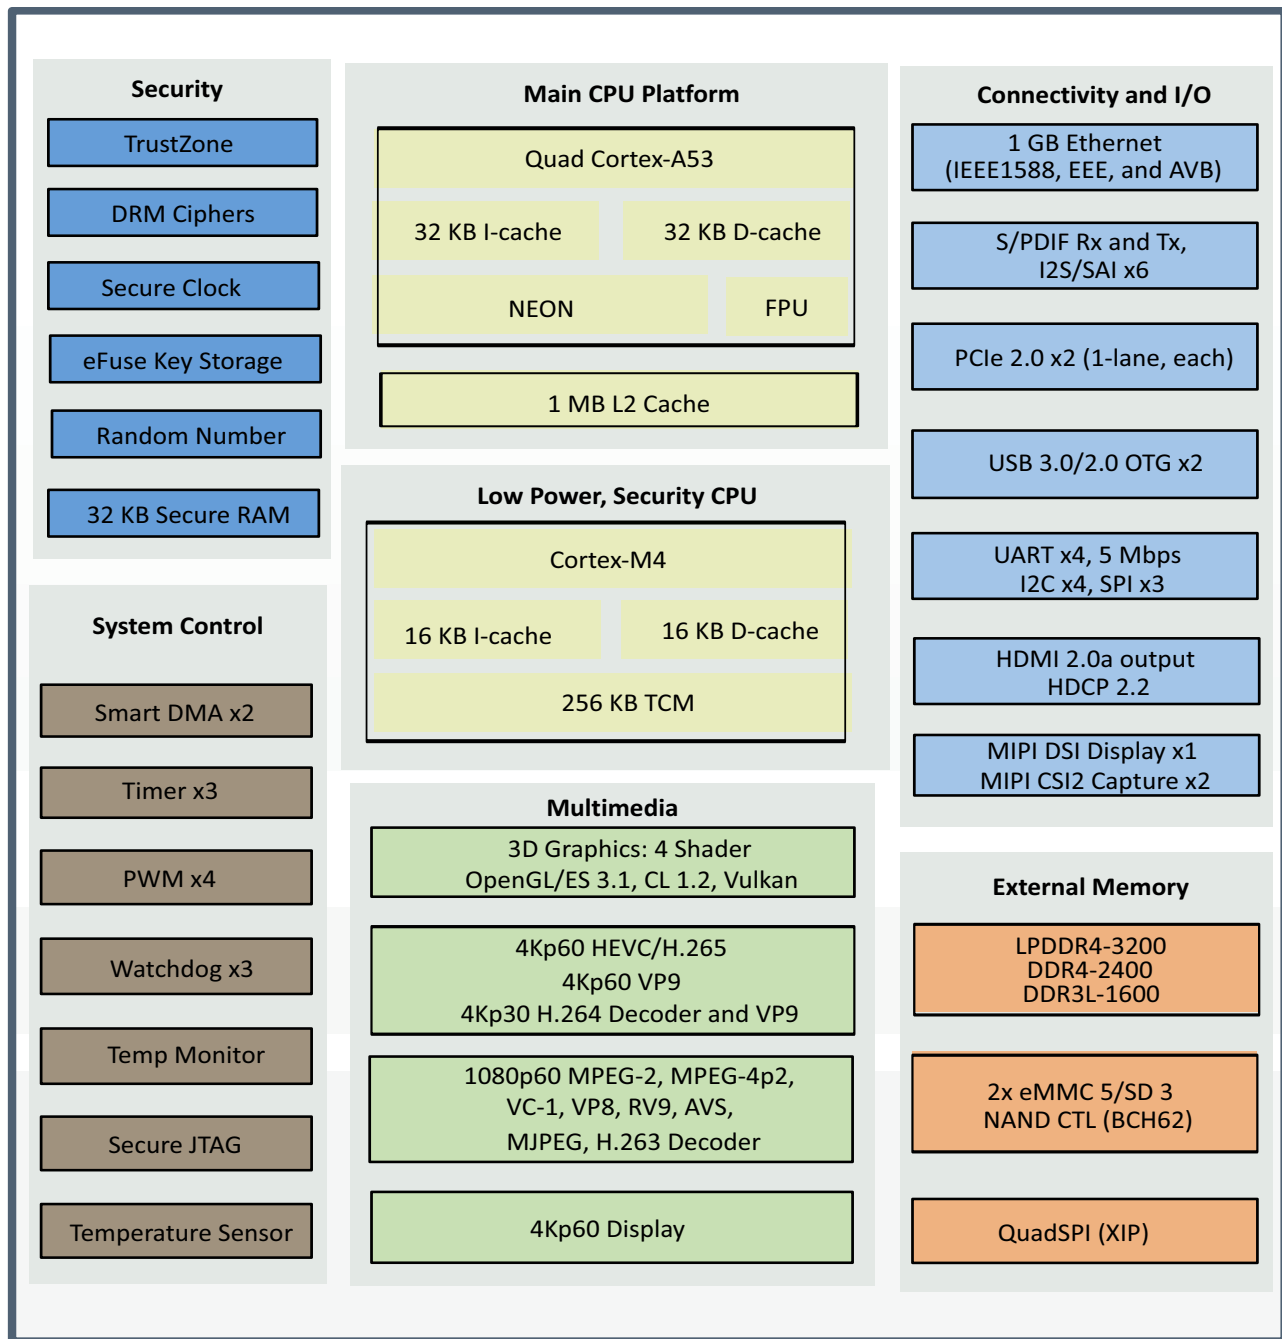 Security
TrustZone
DRM Ciphers
Secure Clock
eFuse Key Storage
Random Number
32 KB Secure RAM
System Control
Smart DMA x2
Timer x3
PWM x4
Watchdog x3
Temp Monitor
Secure JTAG
Temperature Sensor
Main CPU Platform
Quad Cortex-A53
32 KB I-cache
32 KB D-cache
NEON
FPU
1 MB L2 Cache
Low Power, Security CPU
Cortex-M4
16 KB I-cache
16 KB D-cache
256 KB TCM
Multimedia
3D Graphics: 4 Shader
OpenGL/ES 3.1, CL 1.2, Vulkan
4Kp60 HEVC/H.265
4Kp60 VP9
4Kp30 H.264 Decoder and VP9
1080p60 MPEG-2, MPEG-4p2,
VC-1, VP8, RV9, AVS,
MJPEG, H.263 Decoder
4Kp60 Display
Connectivity and I/O
1 GB Ethernet
(IEEE1588, EEE, and AVB)
S/PDIF Rx and Tx,
I2S/SAI x6
PCIe 2.0 x2 (1-lane, each)
USB 3.0/2.0 OTG x2
UART x4, 5 Mbps
I2C x4, SPI x3
HDMI 2.0a output
HDCP 2.2
MIPI DSI Display x1
MIPI CSI2 Capture x2
External Memory
LPDDR4-3200
DDR4-2400
DDR3L-1600
2x eMMC 5/SD 3
NAND CTL (BCH62)
QuadSPI (XIP)